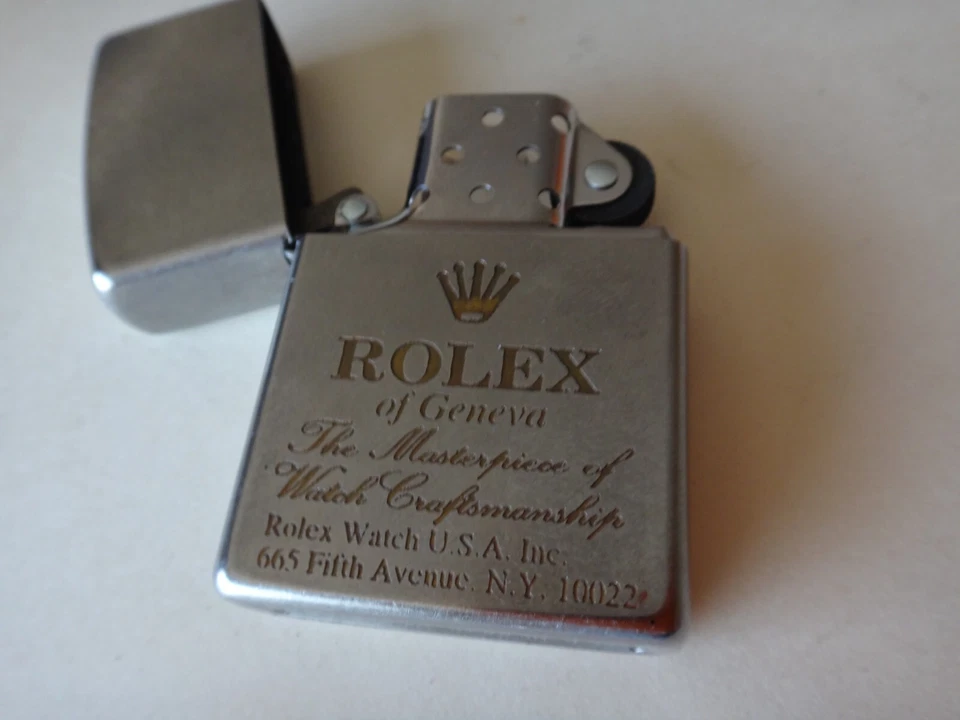 ROLEX
of Geneva
The Masterpiece of
Watch Craftsmanship
Rolex Watch U.S.A. Inc.
665 Fifth Avenue. N.Y. 10022